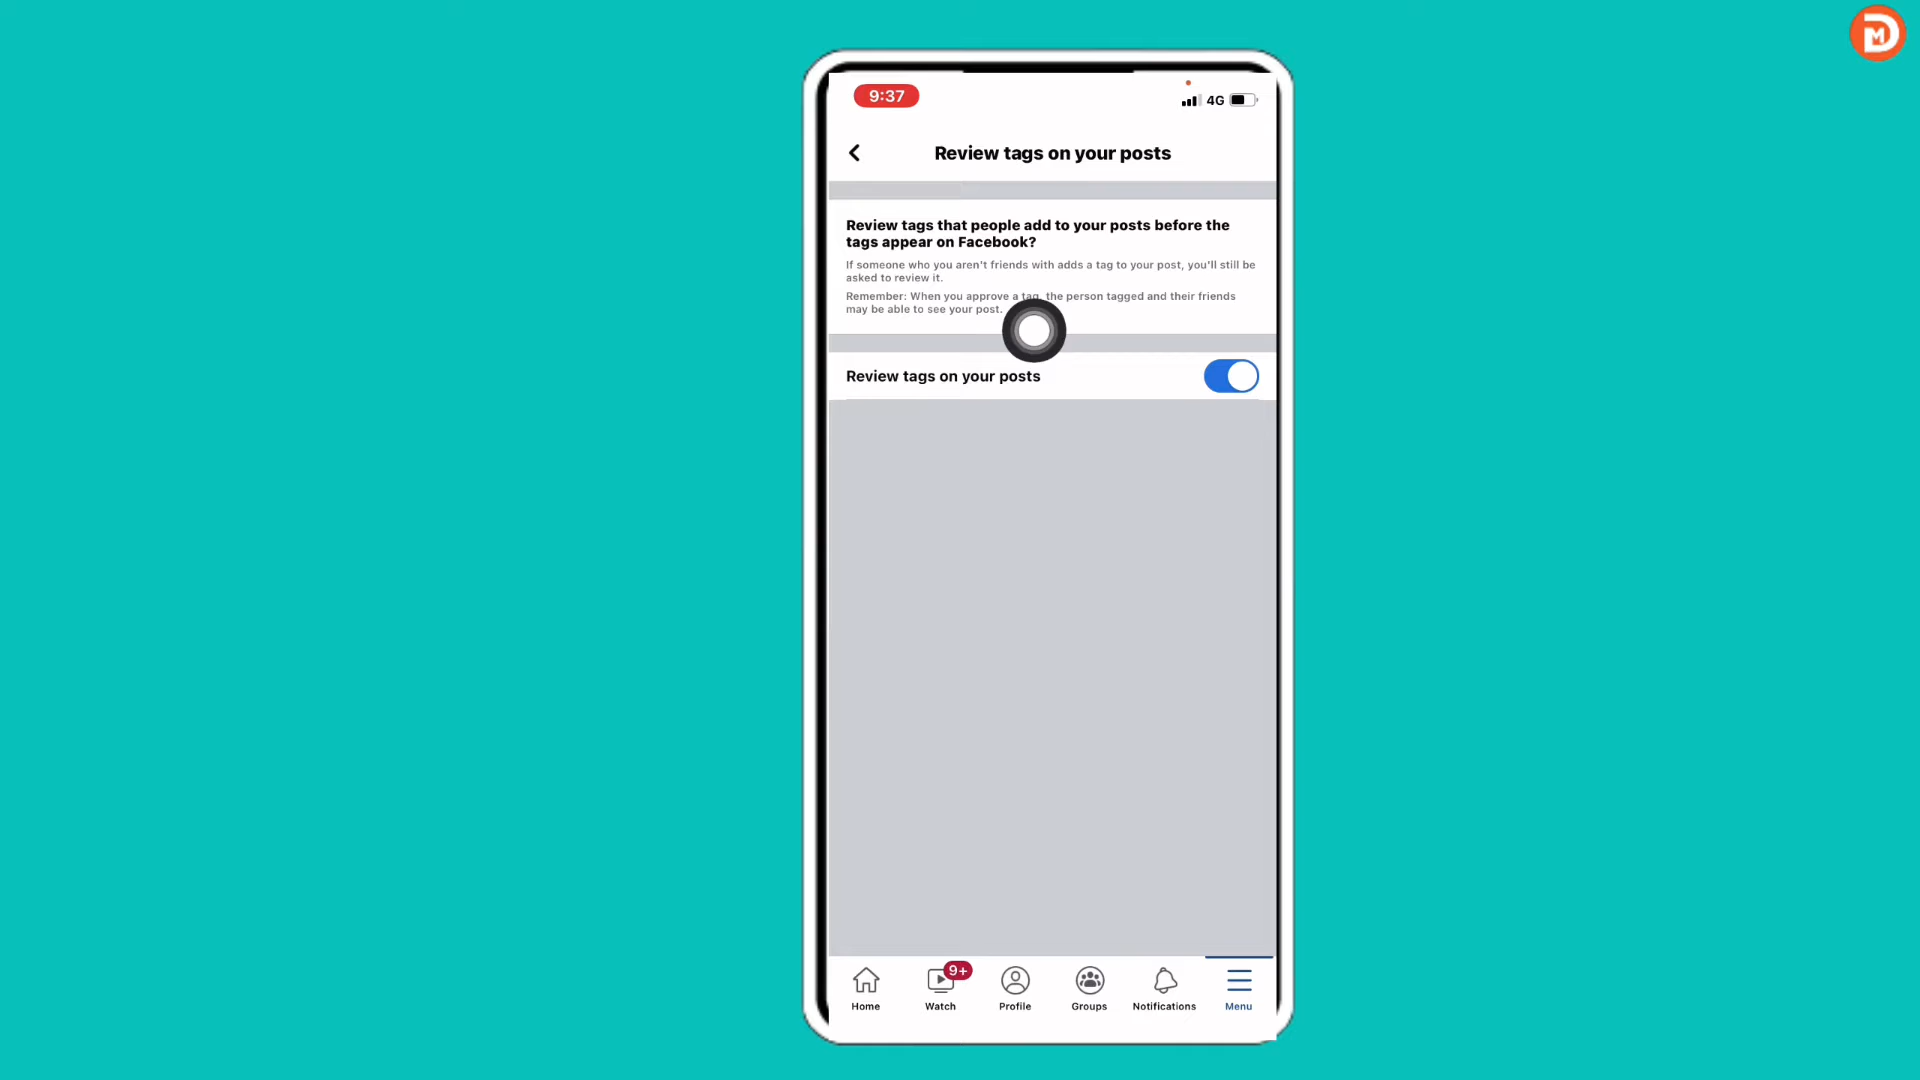 9:37
4G
Review tags on your posts
Review tags that people add to your posts before the
tags appear on Facebook?
If someone who you aren't friends with adds a tag to your post, you'll still be
asked to review it.
Remember: When you approve a tag, the person tagged and their friends
may be able to see your post.
Review tags on your posts
9+
Home
Watch
Profile
Groups
Notifications
Menu